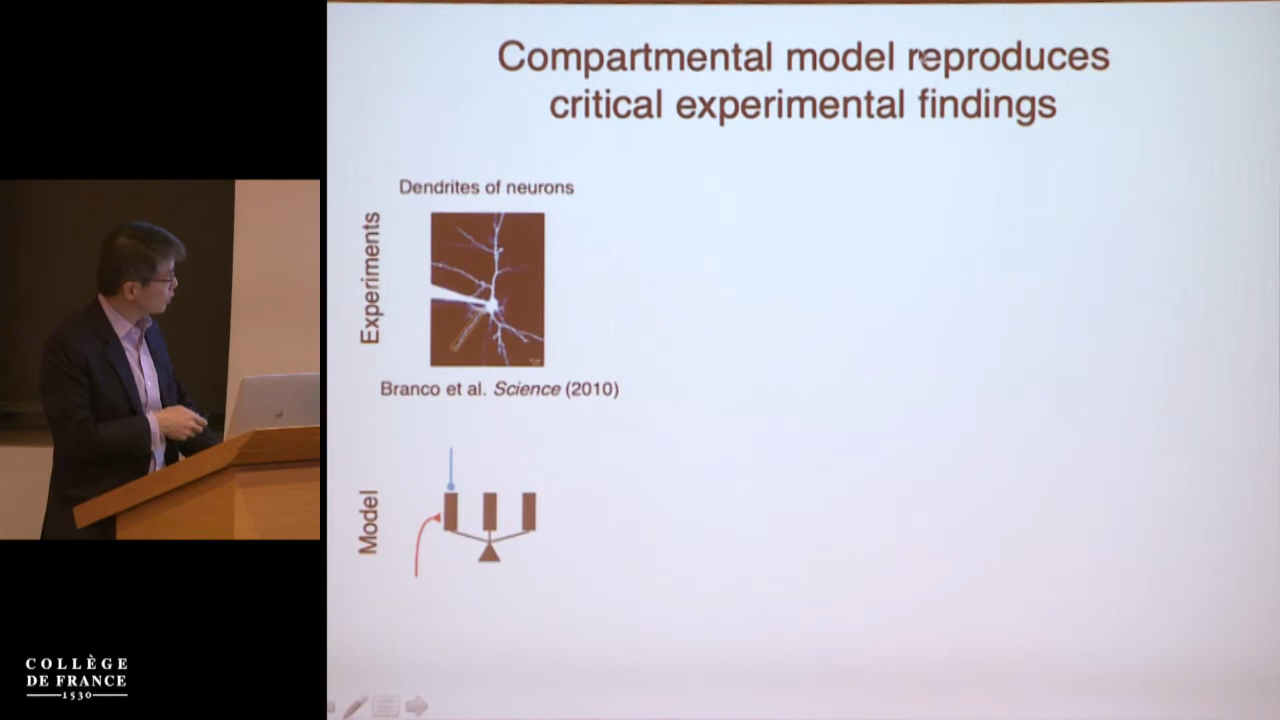 Compartmental model reproduces
critical experimental findings
Dendrites of neurons
Experiments
Branco et al. Science (2010)
Model
COLLÈGE
DE FRANCE
1530